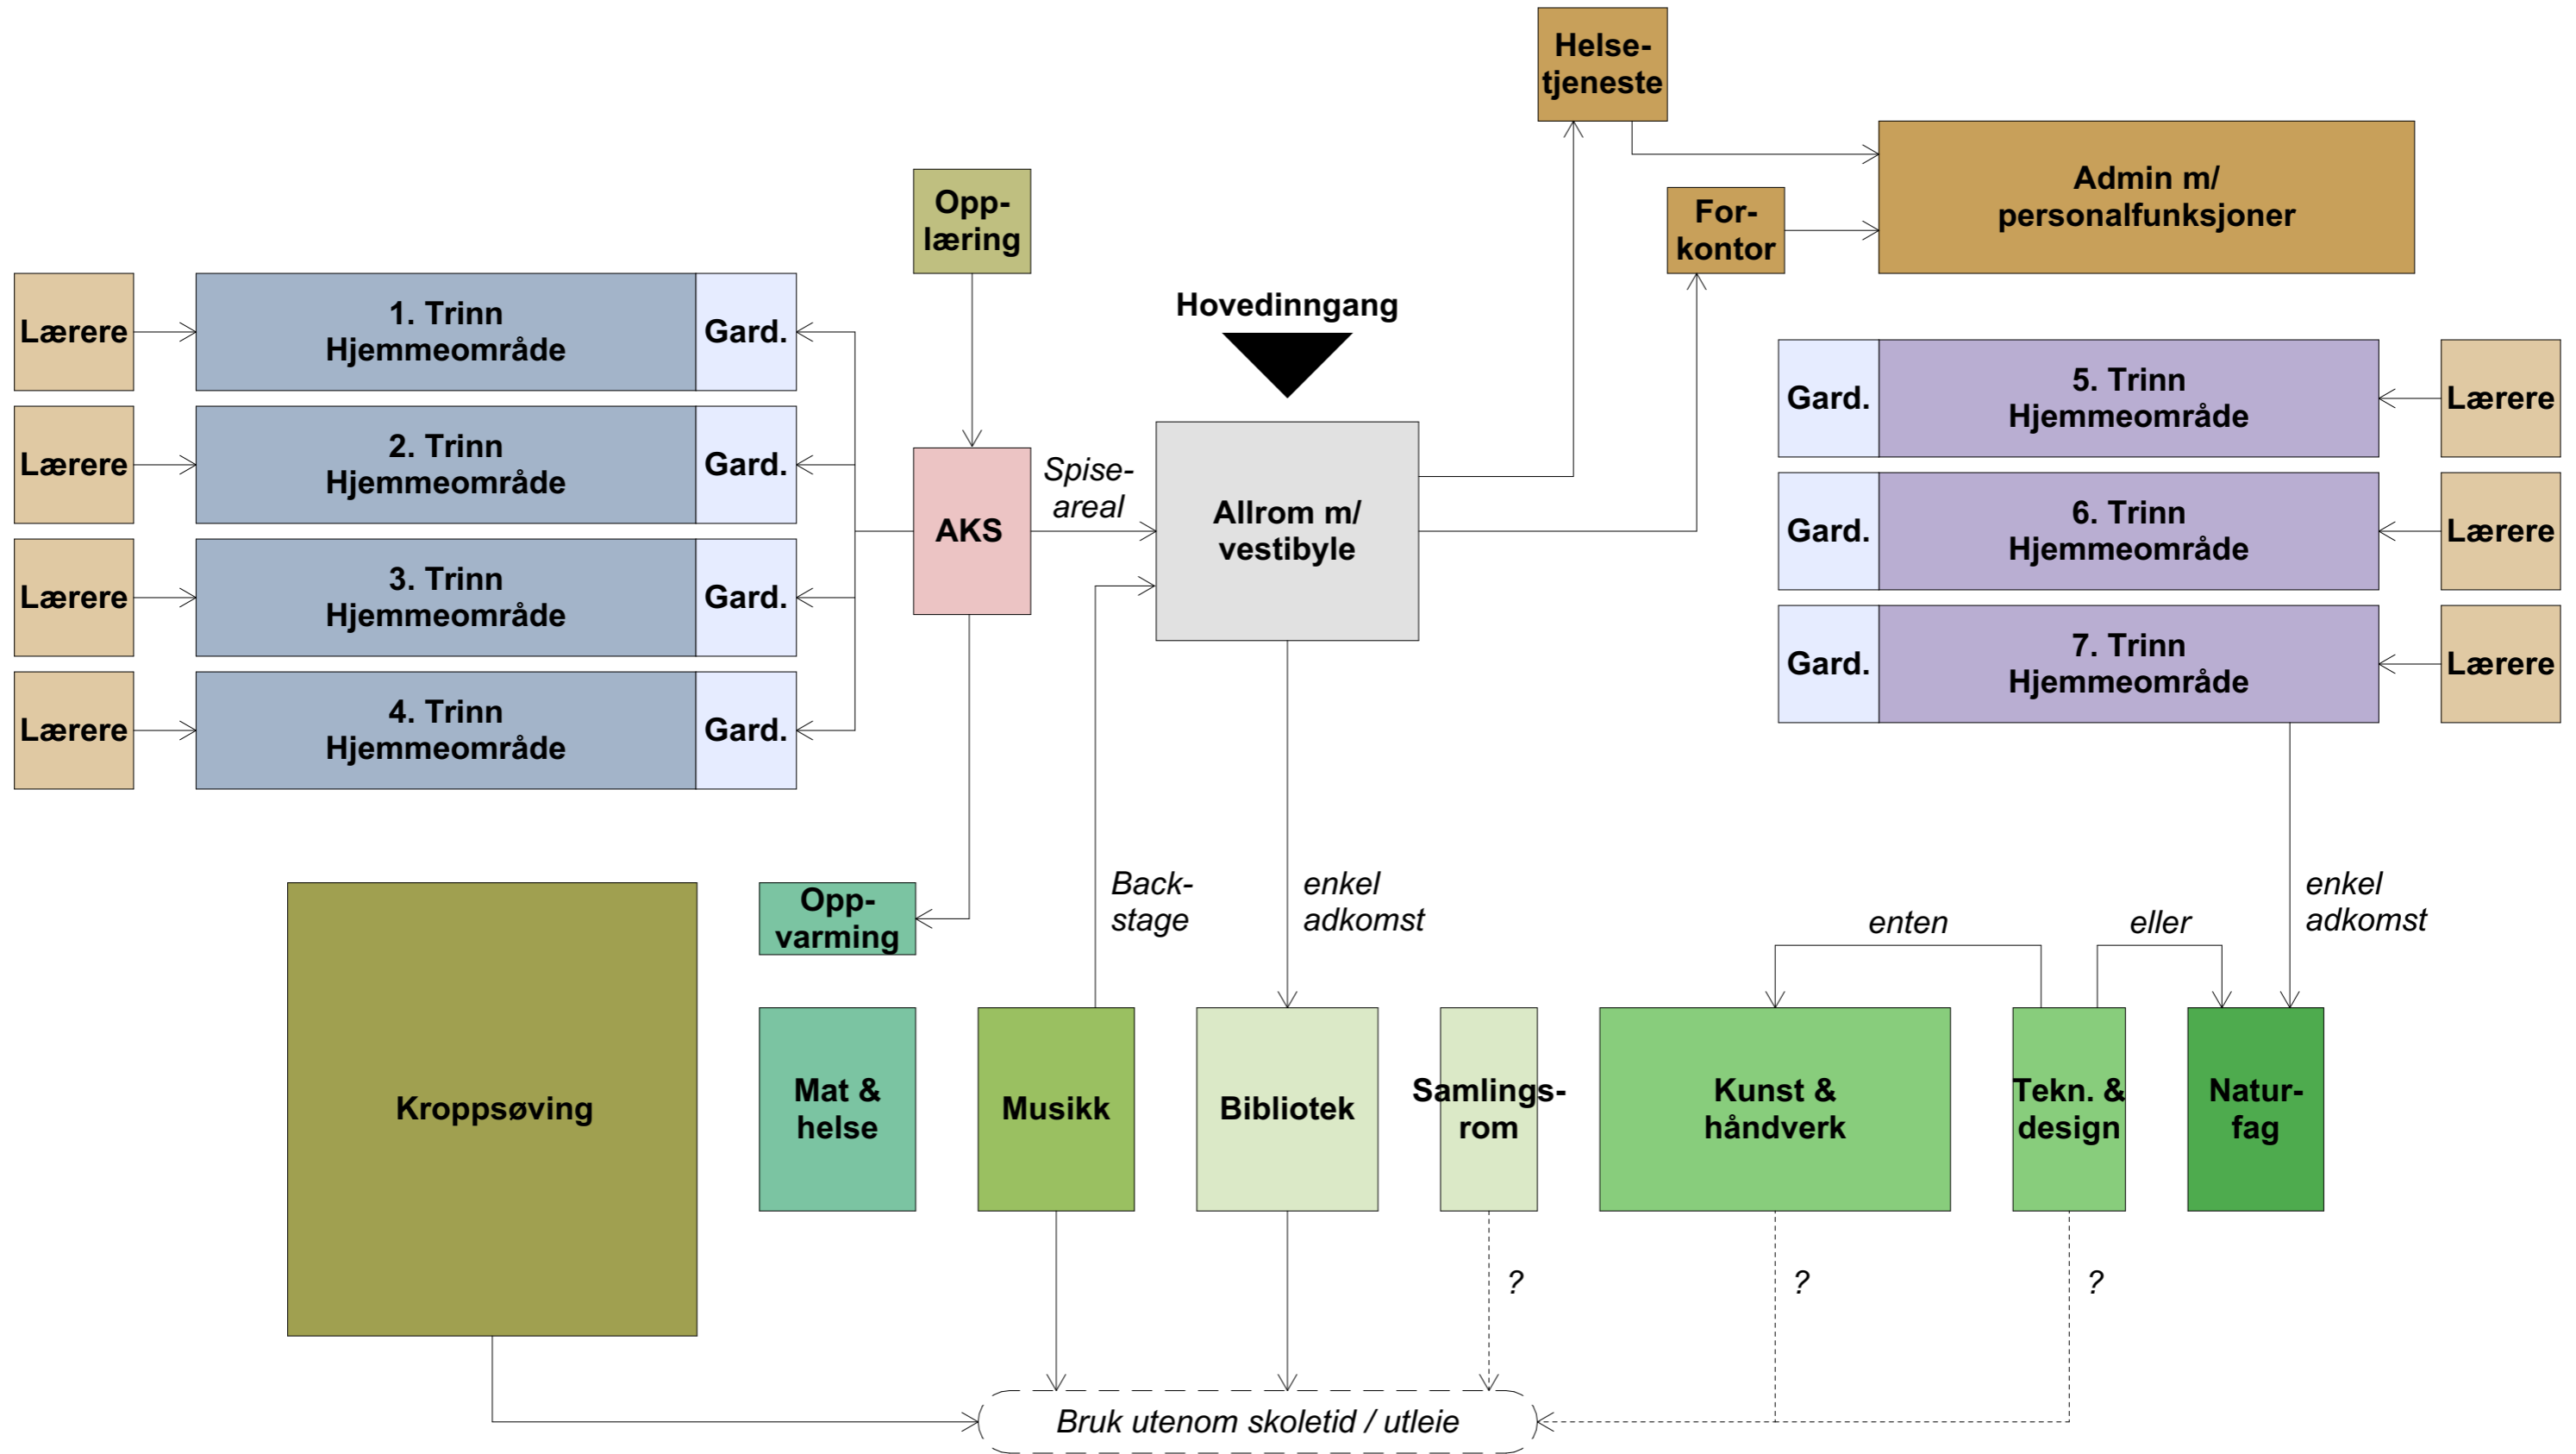 Helse-
tjeneste
Admin m/
personalfunksjoner
Opp-
læring
For-
kontor
Hovedinngang
Lærere
1. Trinn
Hjemmeområde
Gard.
Lærere
2. Trinn
Hjemmeområde
Gard.
Lærere
3. Trinn
Hjemmeområde
Gard.
Lærere
4. Trinn
Hjemmeområde
Gard.
AKS
Spise-
areal
Allrom m/
vestibyle
Gard.
5. Trinn
Hjemmeområde
Lærere
Gard.
6. Trinn
Hjemmeområde
Lærere
Gard.
7. Trinn
Hjemmeområde
Lærere
Opp-
varming
Back-
stage
enkel
adkomst
enten
eller
enkel
adkomst
Kroppsøving
Mat &
helse
Musikk
Bibliotek
Samlings-
rom
Kunst &
håndverk
Tekn. &
design
Natur-
fag
?
?
?
Bruk utenom skoletid / utleie